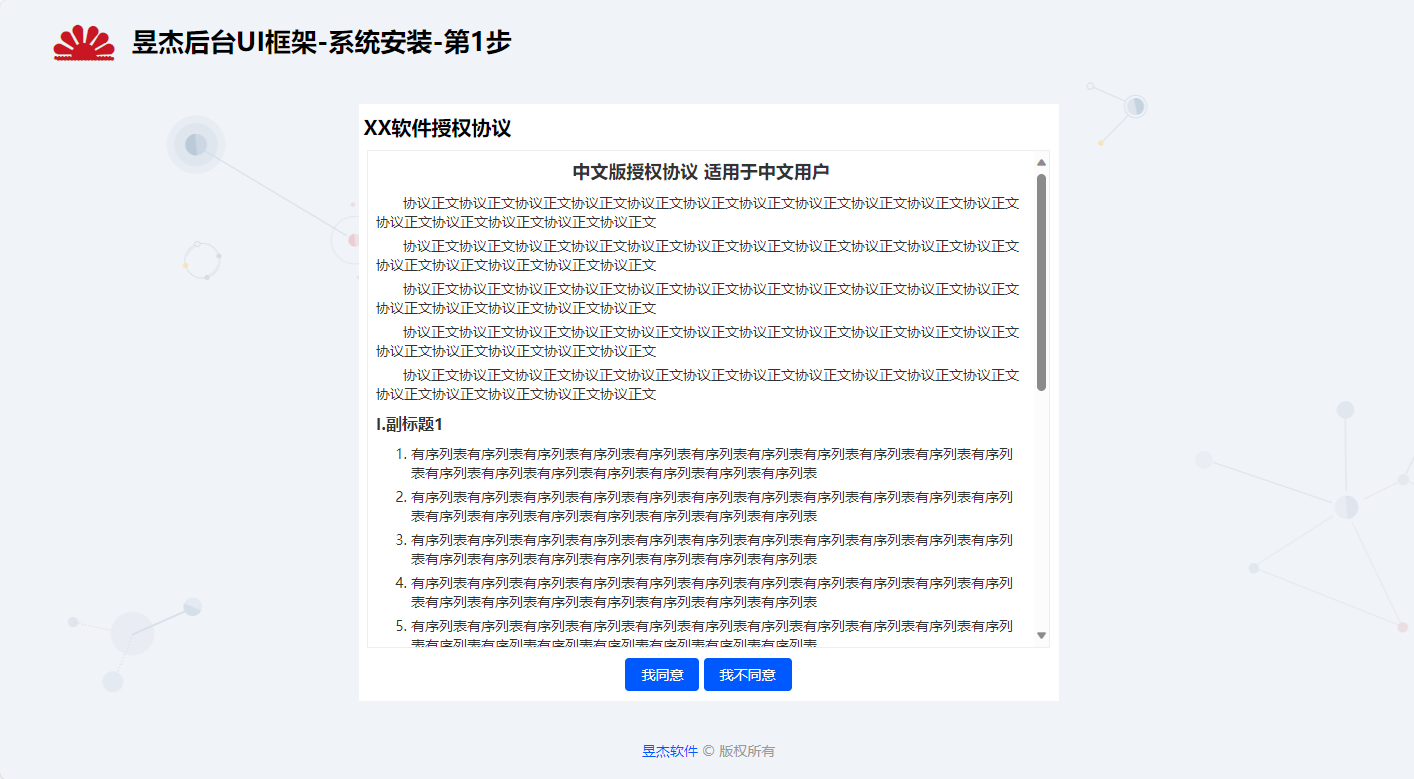 昱杰后台UI框架-系统安装-第1步
XX软件授权协议
中文版授权协议 适用于中文用户
协议正文协议正文协议正文协议正文协议正文协议正文协议正文协议正文协议正文协议正文协议正文
协议正文协议正文协议正文协议正文协议正文
协议正文协议正文协议正文协议正文协议正文协议正文协议正文协议正文协议正文协议正文协议正文
协议正文协议正文协议正文协议正文协议正文
协议正文协议正文协议正文协议正文协议正文协议正文协议正文协议正文协议正文协议正文协议正文
协议正文协议正文协议正文协议正文协议正文
协议正文协议正文协议正文协议正文协议正文协议正文协议正文协议正文协议正文协议正文协议正文
协议正文协议正文协议正文协议正文协议正文
协议正文协议正文协议正文协议正文协议正文协议正文协议正文协议正文协议正文协议正文协议正文
协议正文协议正文协议正文协议正文协议正文
I.副标题1
1. 有序列表有序列表有序列表有序列表有序列表有序列表有序列表有序列表有序列表有序列表有序列
表有序列表有序列表有序列表有序列表有序列表有序列表有序列表
2. 有序列表有序列表有序列表有序列表有序列表有序列表有序列表有序列表有序列表有序列表有序列
表有序列表有序列表有序列表有序列表有序列表有序列表有序列表
3. 有序列表有序列表有序列表有序列表有序列表有序列表有序列表有序列表有序列表有序列表有序列
表有序列表有序列表有序列表有序列表有序列表有序列表有序列表
4. 有序列表有序列表有序列表有序列表有序列表有序列表有序列表有序列表有序列表有序列表有序列
表有序列表有序列表有序列表有序列表有序列表有序列表有序列表
5. 有序列表有序列表有序列表有序列表有序列表有序列表有序列表有序列表有序列表有序列表有序列
表有序列表有序列表有序列表有序列表有序列表有序列表有序列表
我同意 我不同意
昱杰软件 © 版权所有